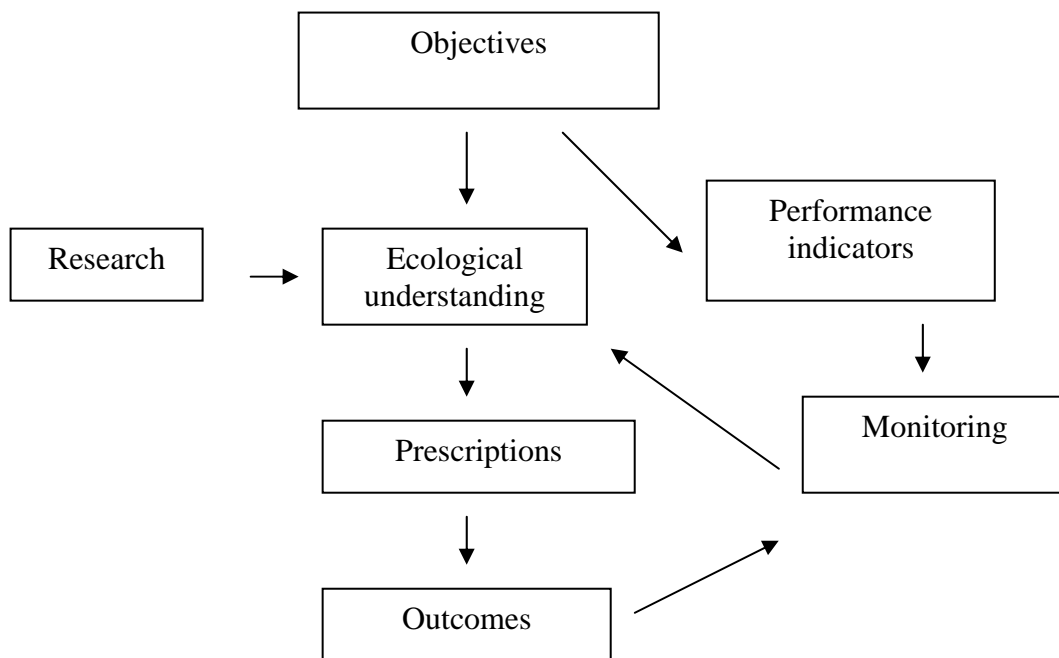 Objectives
Performance
indicators
Research
Ecological
understanding
Prescriptions
Monitoring
Outcomes